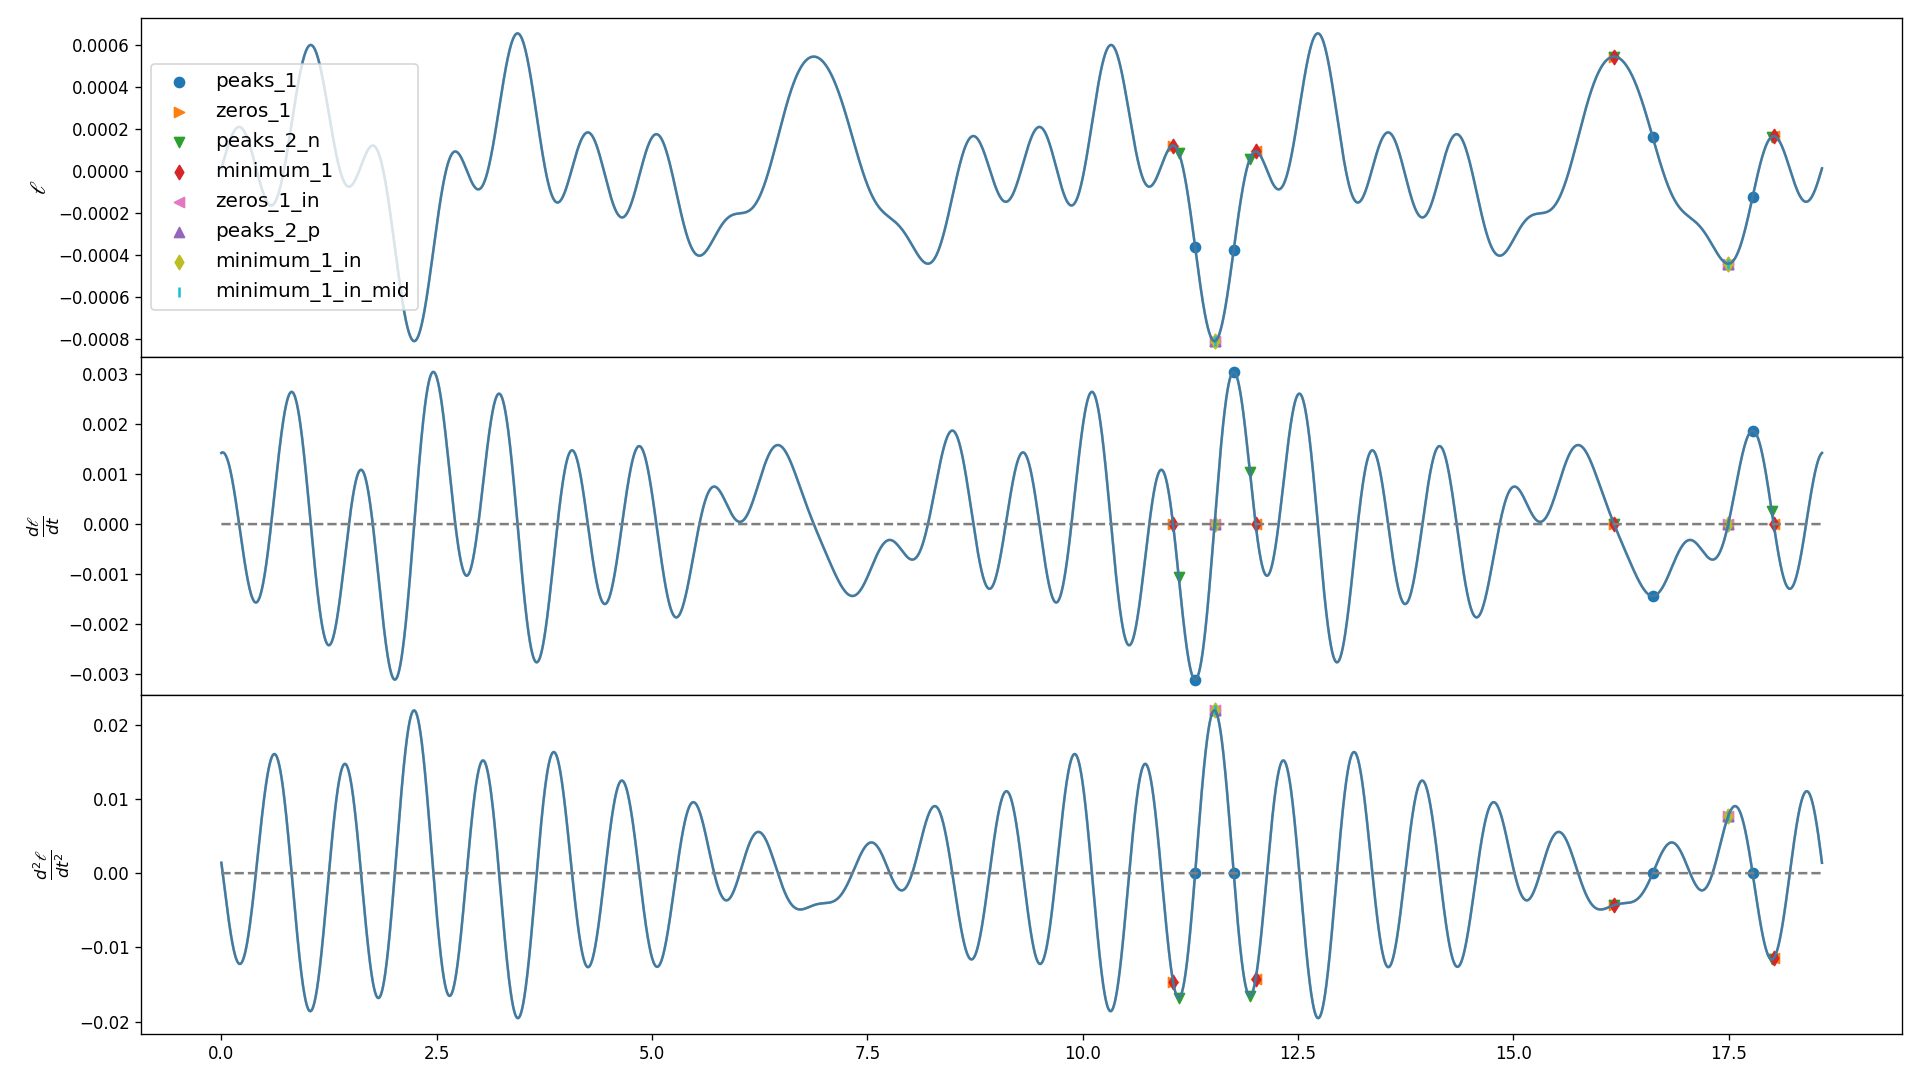 0.0006
0.0004
0.0002
0.0000
−0.0002
−0.0004
−0.0006
−0.0008
ℓ
peaks_1
zeros_1
peaks_2_n
minimum_1
zeros_1_in
peaks_2_p
minimum_1_in
minimum_1_in_mid
0.003
0.002
0.001
0.000
−0.001
−0.002
−0.003
dℓ
dt
0.02
0.01
0.00
−0.01
−0.02
d²ℓ
dt²
0.0 2.5 5.0 7.5 10.0 12.5 15.0 17.5